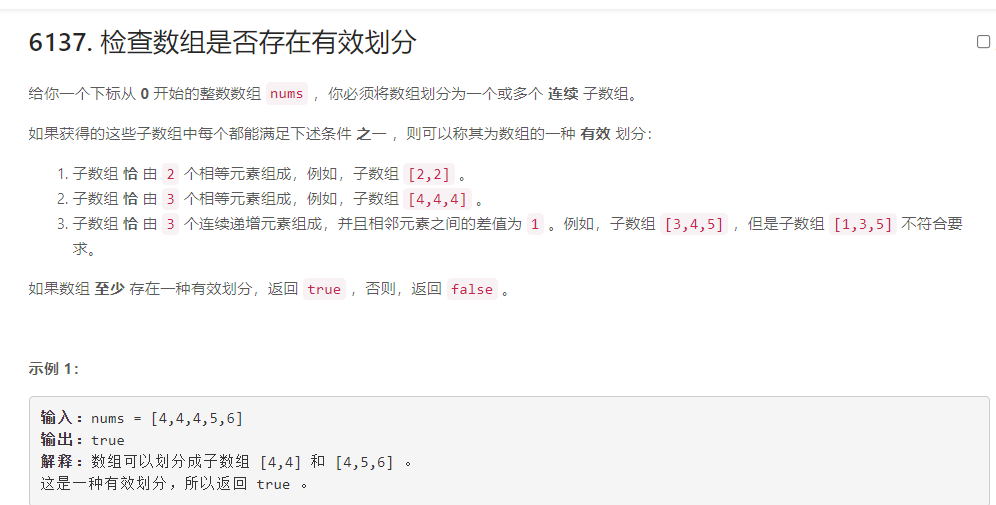 6137. 检查数组是否存在有效划分
给你一个下标从 0 开始的整数数组 nums ，你必须将数组划分为一个或多个 连续 子数组。
如果获得的这些子数组中每个都能满足下述条件 之一 ，则可以称其为数组的一种 有效 划分：
1. 子数组 恰 由 2 个相等元素组成，例如，子数组 [2,2] 。
2. 子数组 恰 由 3 个相等元素组成，例如，子数组 [4,4,4] 。
3. 子数组 恰 由 3 个连续递增元素组成，并且相邻元素之间的差值为 1 。例如，子数组 [3,4,5] ，但是子数组 [1,3,5] 不符合要
求。
如果数组 至少 存在一种有效划分，返回 true ，否则，返回 false 。
示例 1：
输入：nums = [4,4,4,5,6]
输出：true
解释：数组可以划分成子数组 [4,4] 和 [4,5,6] 。
这是一种有效划分，所以返回 true 。